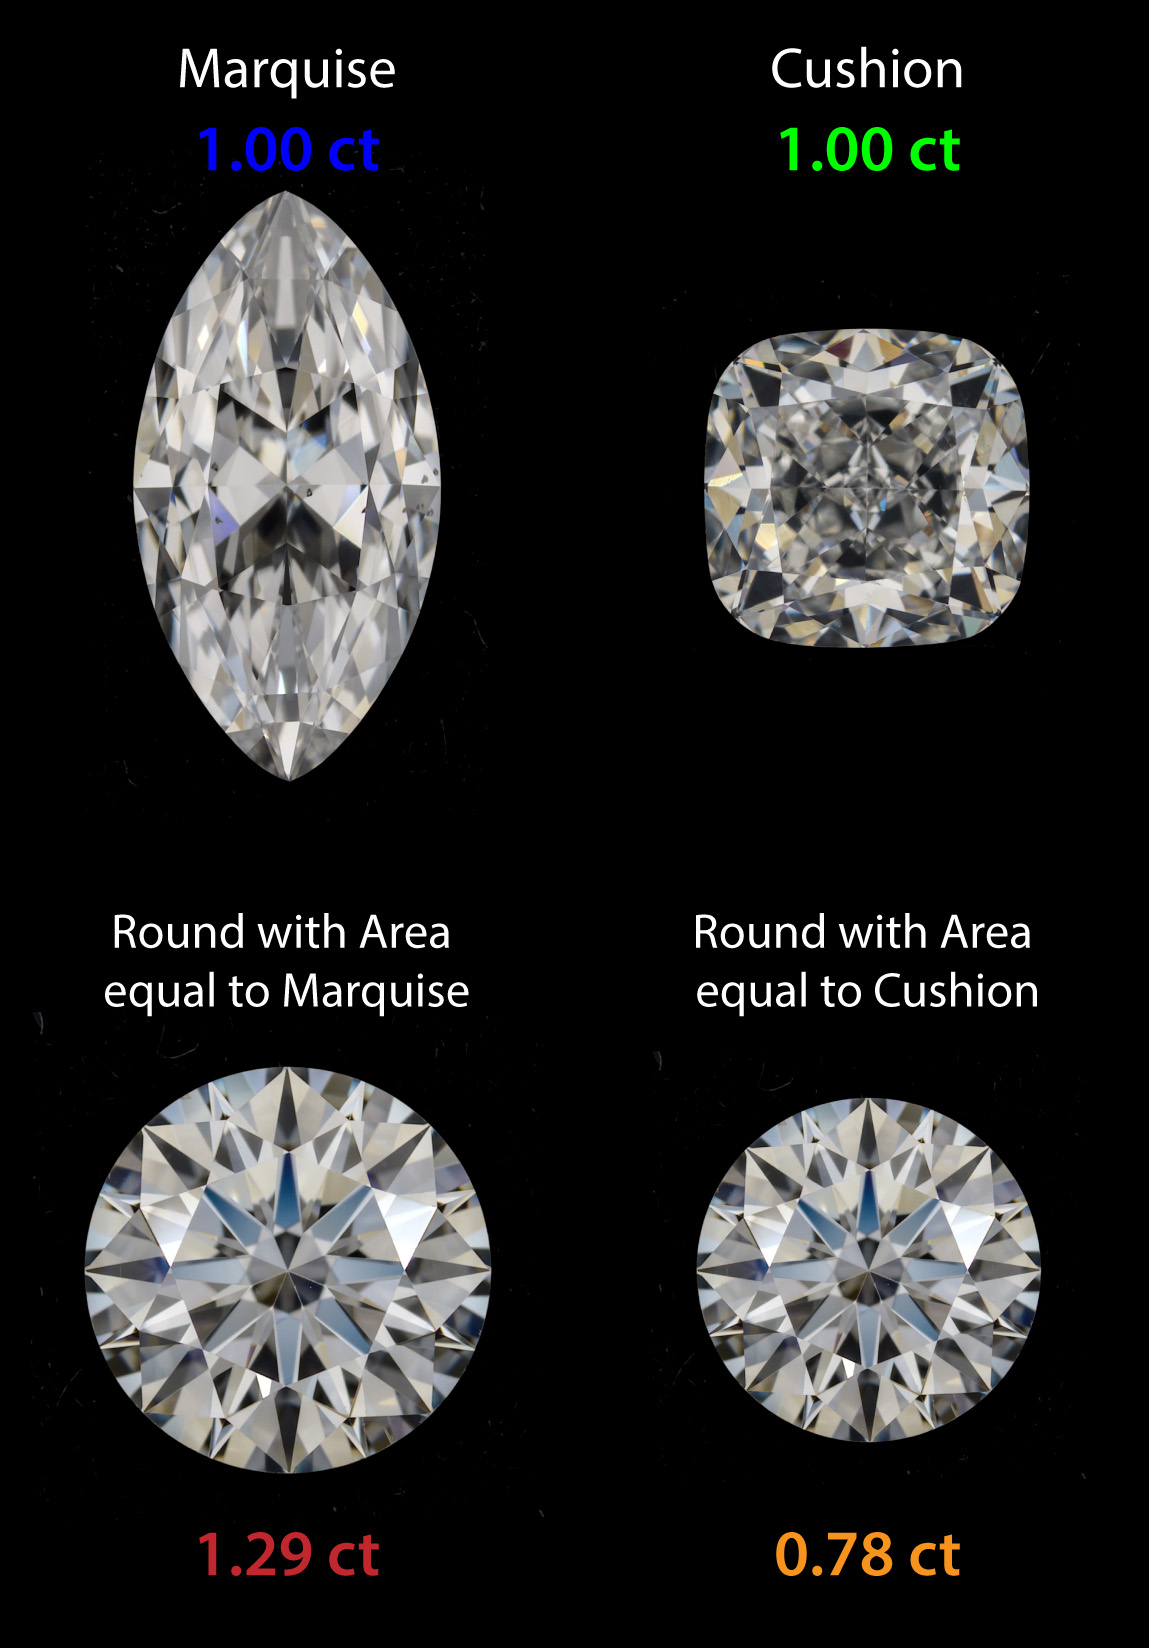 Marquise
1.00 ct
Cushion
1.00 ct
Round with Area
equal to Marquise
Round with Area
equal to Cushion
1.29 ct
0.78 ct